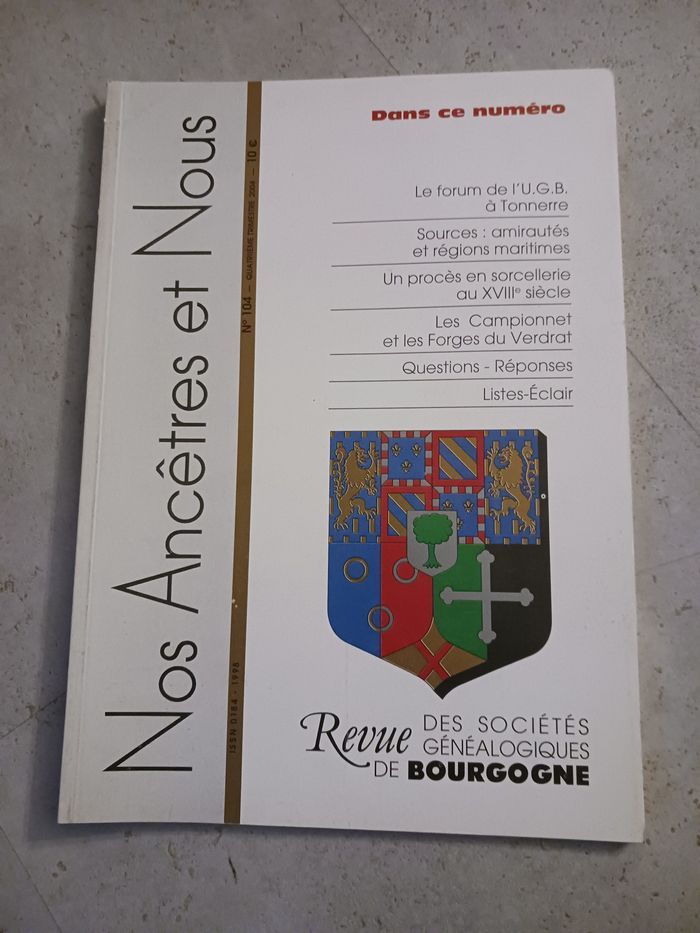 Nos Ancêtres et Nous
N° 104 – QUATRIÈME TRIMESTRE 2004 – 10 €
ISSN 0184 - 1998
Dans ce numéro
Le forum de l'U.G.B.
à Tonnerre
Sources : amirautés
et régions maritimes
Un procès en sorcellerie
au XVIIIe siècle
Les Campionnet
et les Forges du Verdrat
Questions - Réponses
Listes-Éclair
Revue DES SOCIÉTÉS
GÉNÉALOGIQUES
DE BOURGOGNE